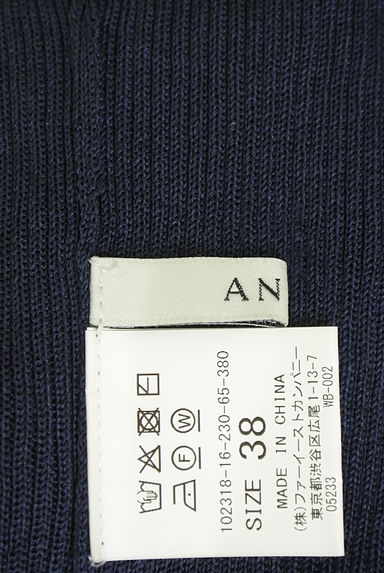 AN
102318-16-230-65-380
SIZE 38
MADE IN CHINA
(株)ファーイーストカンパニー
東京都渋谷区広尾1-13-7
05233 WB-002